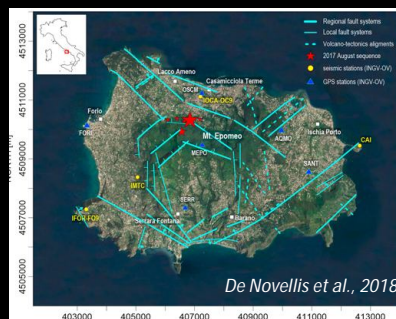 Regional fault systems
Local fault systems
Volcano-tectonics aligments
2017 August sequence
seismic stations (INGV-OV)
GPS stations (INGV-OV)
4513000
4511000
4509000
4507000
4505000
Lacco Ameno
OSCM
Casamicciola Terme
IOCA-OC9
Forio
FORI
Mt. Epomeo
MEPO
AQMO
Ischia Porto
CAI
SANT
IMTC
IFOR-FO9
SERR
Serrara Fontana
Barano
De Novellis et al., 2018
403000
405000
407000
409000
411000
413000